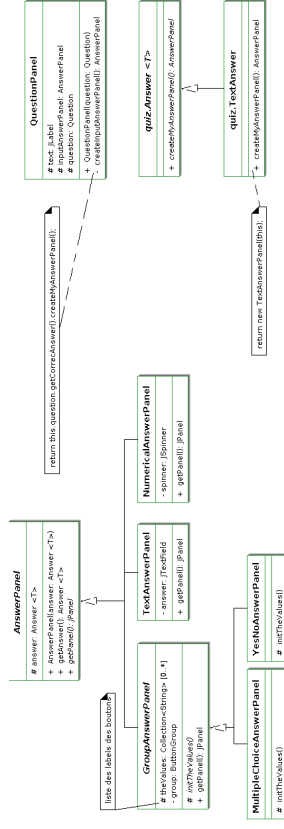 QuestionPanel
# text: JLabel
# inputAnswerPanel: AnswerPanel
# question: Question
+ QuestionPanel(question: Question)
- createInputAnswerPanel(): AnswerPanel
return this.question.getCorrecAnswer().createMyAnswerPanel();
quiz.Answer <T>
+ createMyAnswerPanel(): AnswerPanel
quiz.TextAnswer
+ createMyAnswerPanel(): AnswerPanel
return new TextAnswerPanel(this);
AnswerPanel
# answer: Answer <T>
+ AnswerPanel(answer: Answer <T>)
+ getAnswer(): Answer <T>
+ getPanel(): JPanel
NumericalAnswerPanel
- spinner: JSpinner
+ getPanel(): JPanel
TextAnswerPanel
- answer: JTextField
+ getPanel(): JPanel
liste des labels des boutons
GroupAnswerPanel
# theValues: Collection<String> [0..*]
- group: ButtonGroup
# initTheValues()
+ getPanel(): JPanel
YesNoAnswerPanel
# initTheValues()
MultipleChoiceAnswerPanel
# initTheValues()